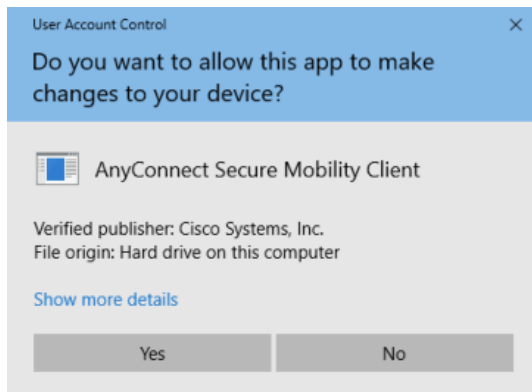 User Account Control
Do you want to allow this app to make
changes to your device?
AnyConnect Secure Mobility Client
Verified publisher: Cisco Systems, Inc.
File origin: Hard drive on this computer
Show more details
Yes
No